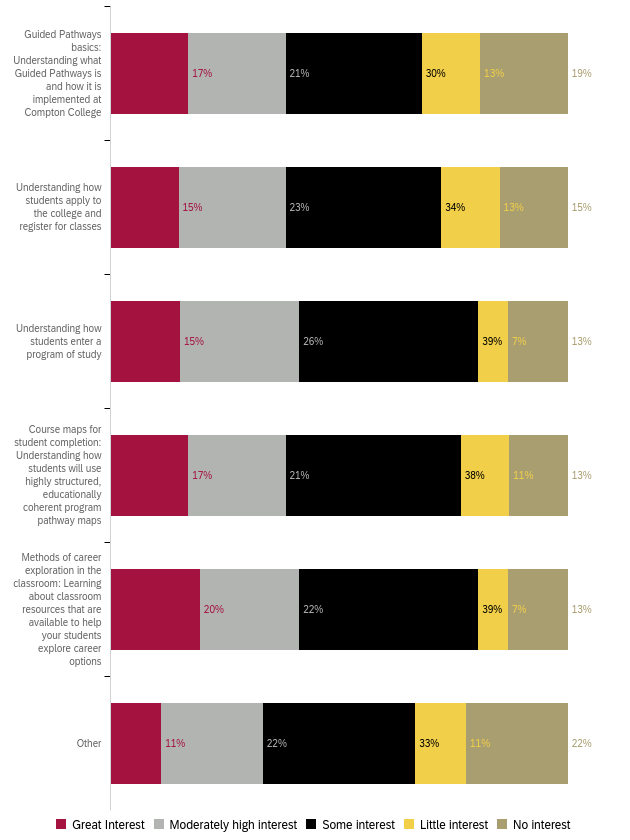 Guided Pathways
basics:
Understanding what
Guided Pathways is
and how it is
implemented at
Compton College
17% 21% 30% 13% 19%
Understanding how
students apply to
the college and
register for classes
15% 23% 34% 13% 15%
Understanding how
students enter a
program of study
15% 26% 39% 7% 13%
Course maps for
student completion:
Understanding how
students will use
highly structured,
educationally
coherent program
pathway maps
17% 21% 38% 11% 13%
Methods of career
exploration in the
classroom: Learning
about classroom
resources that are
available to help
your students
explore career
options
20% 22% 39% 7% 13%
Other
11% 22% 33% 11% 22%
Great Interest Moderately high interest Some interest Little interest No interest